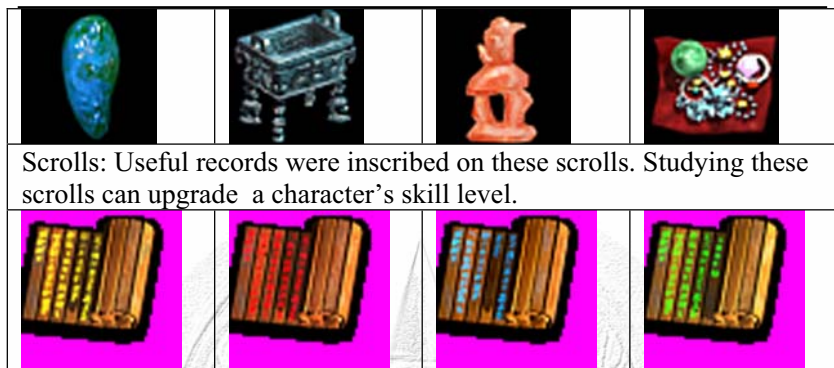 Scrolls: Useful records were inscribed on these scrolls. Studying these
scrolls can upgrade  a character’s skill level.